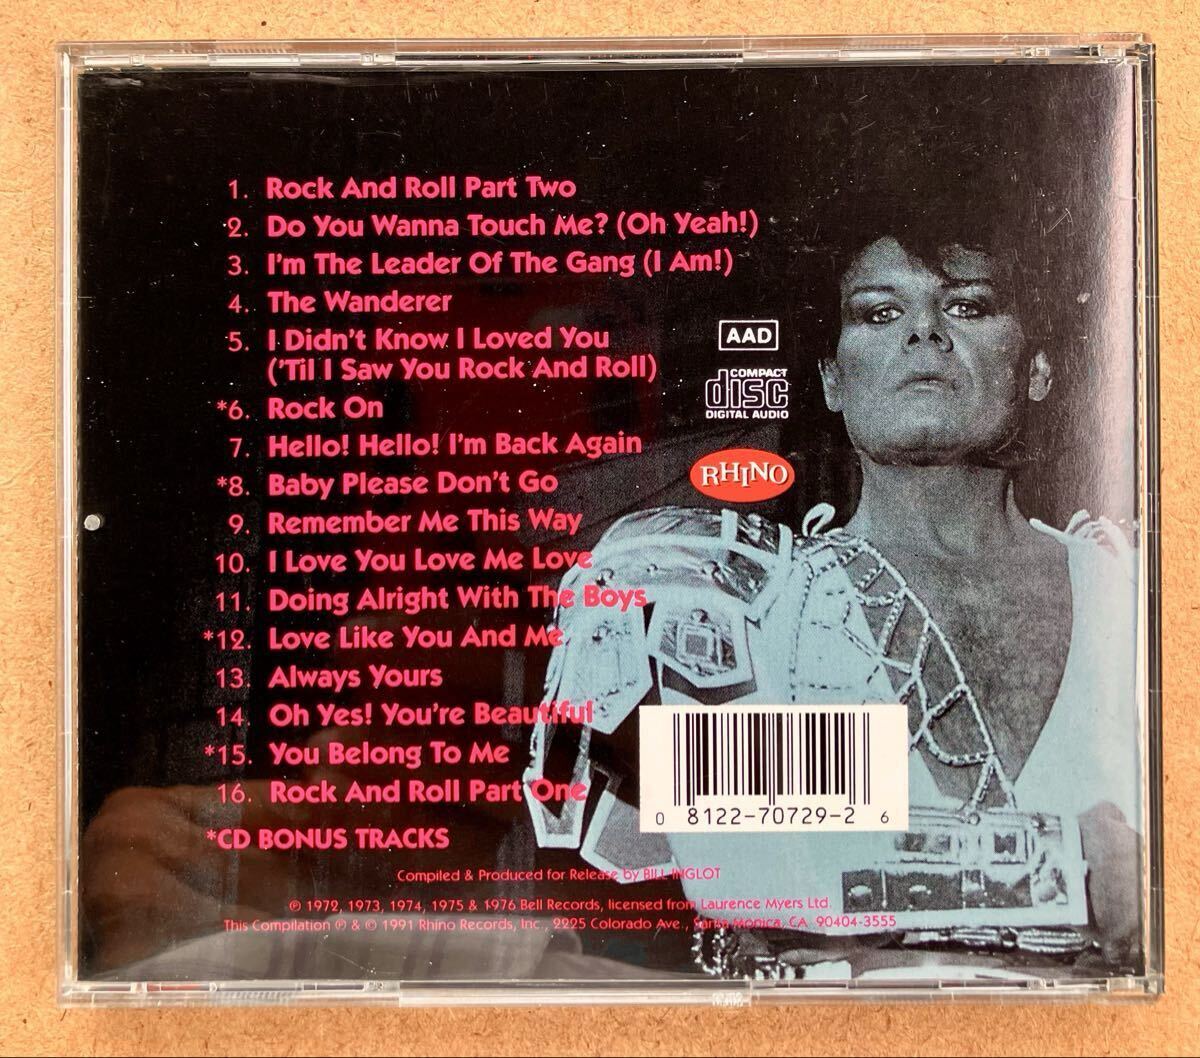 1. Rock And Roll Part Two
2. Do You Wanna Touch Me? (Oh Yeah!)
3. I'm The Leader Of The Gang (I Am!)
4. The Wanderer
5. I Didn't Know I Loved You
('Til I Saw You Rock And Roll)
*6. Rock On
7. Hello! Hello! I'm Back Again
*8. Baby Please Don't Go
9. Remember Me This Way
10. I Love You Love Me Love
11. Doing Alright With The Boys
*12. Love Like You And Me
13. Always Yours
14. Oh Yes! You're Beautiful
*15. You Belong To Me
16. Rock And Roll Part One
*CD BONUS TRACKS
AAD
COMPACT
disc
DIGITAL AUDIO
RHINO
0 8122-70729-2 6
Compiled & Produced for Release by BILL INGLOT
℗ 1972, 1973, 1974, 1975 & 1976 Bell Records, licensed from Laurence Myers Ltd.
This Compilation ℗ & © 1991 Rhino Records, Inc., 2225 Colorado Ave., Santa Monica, CA 90404-3555